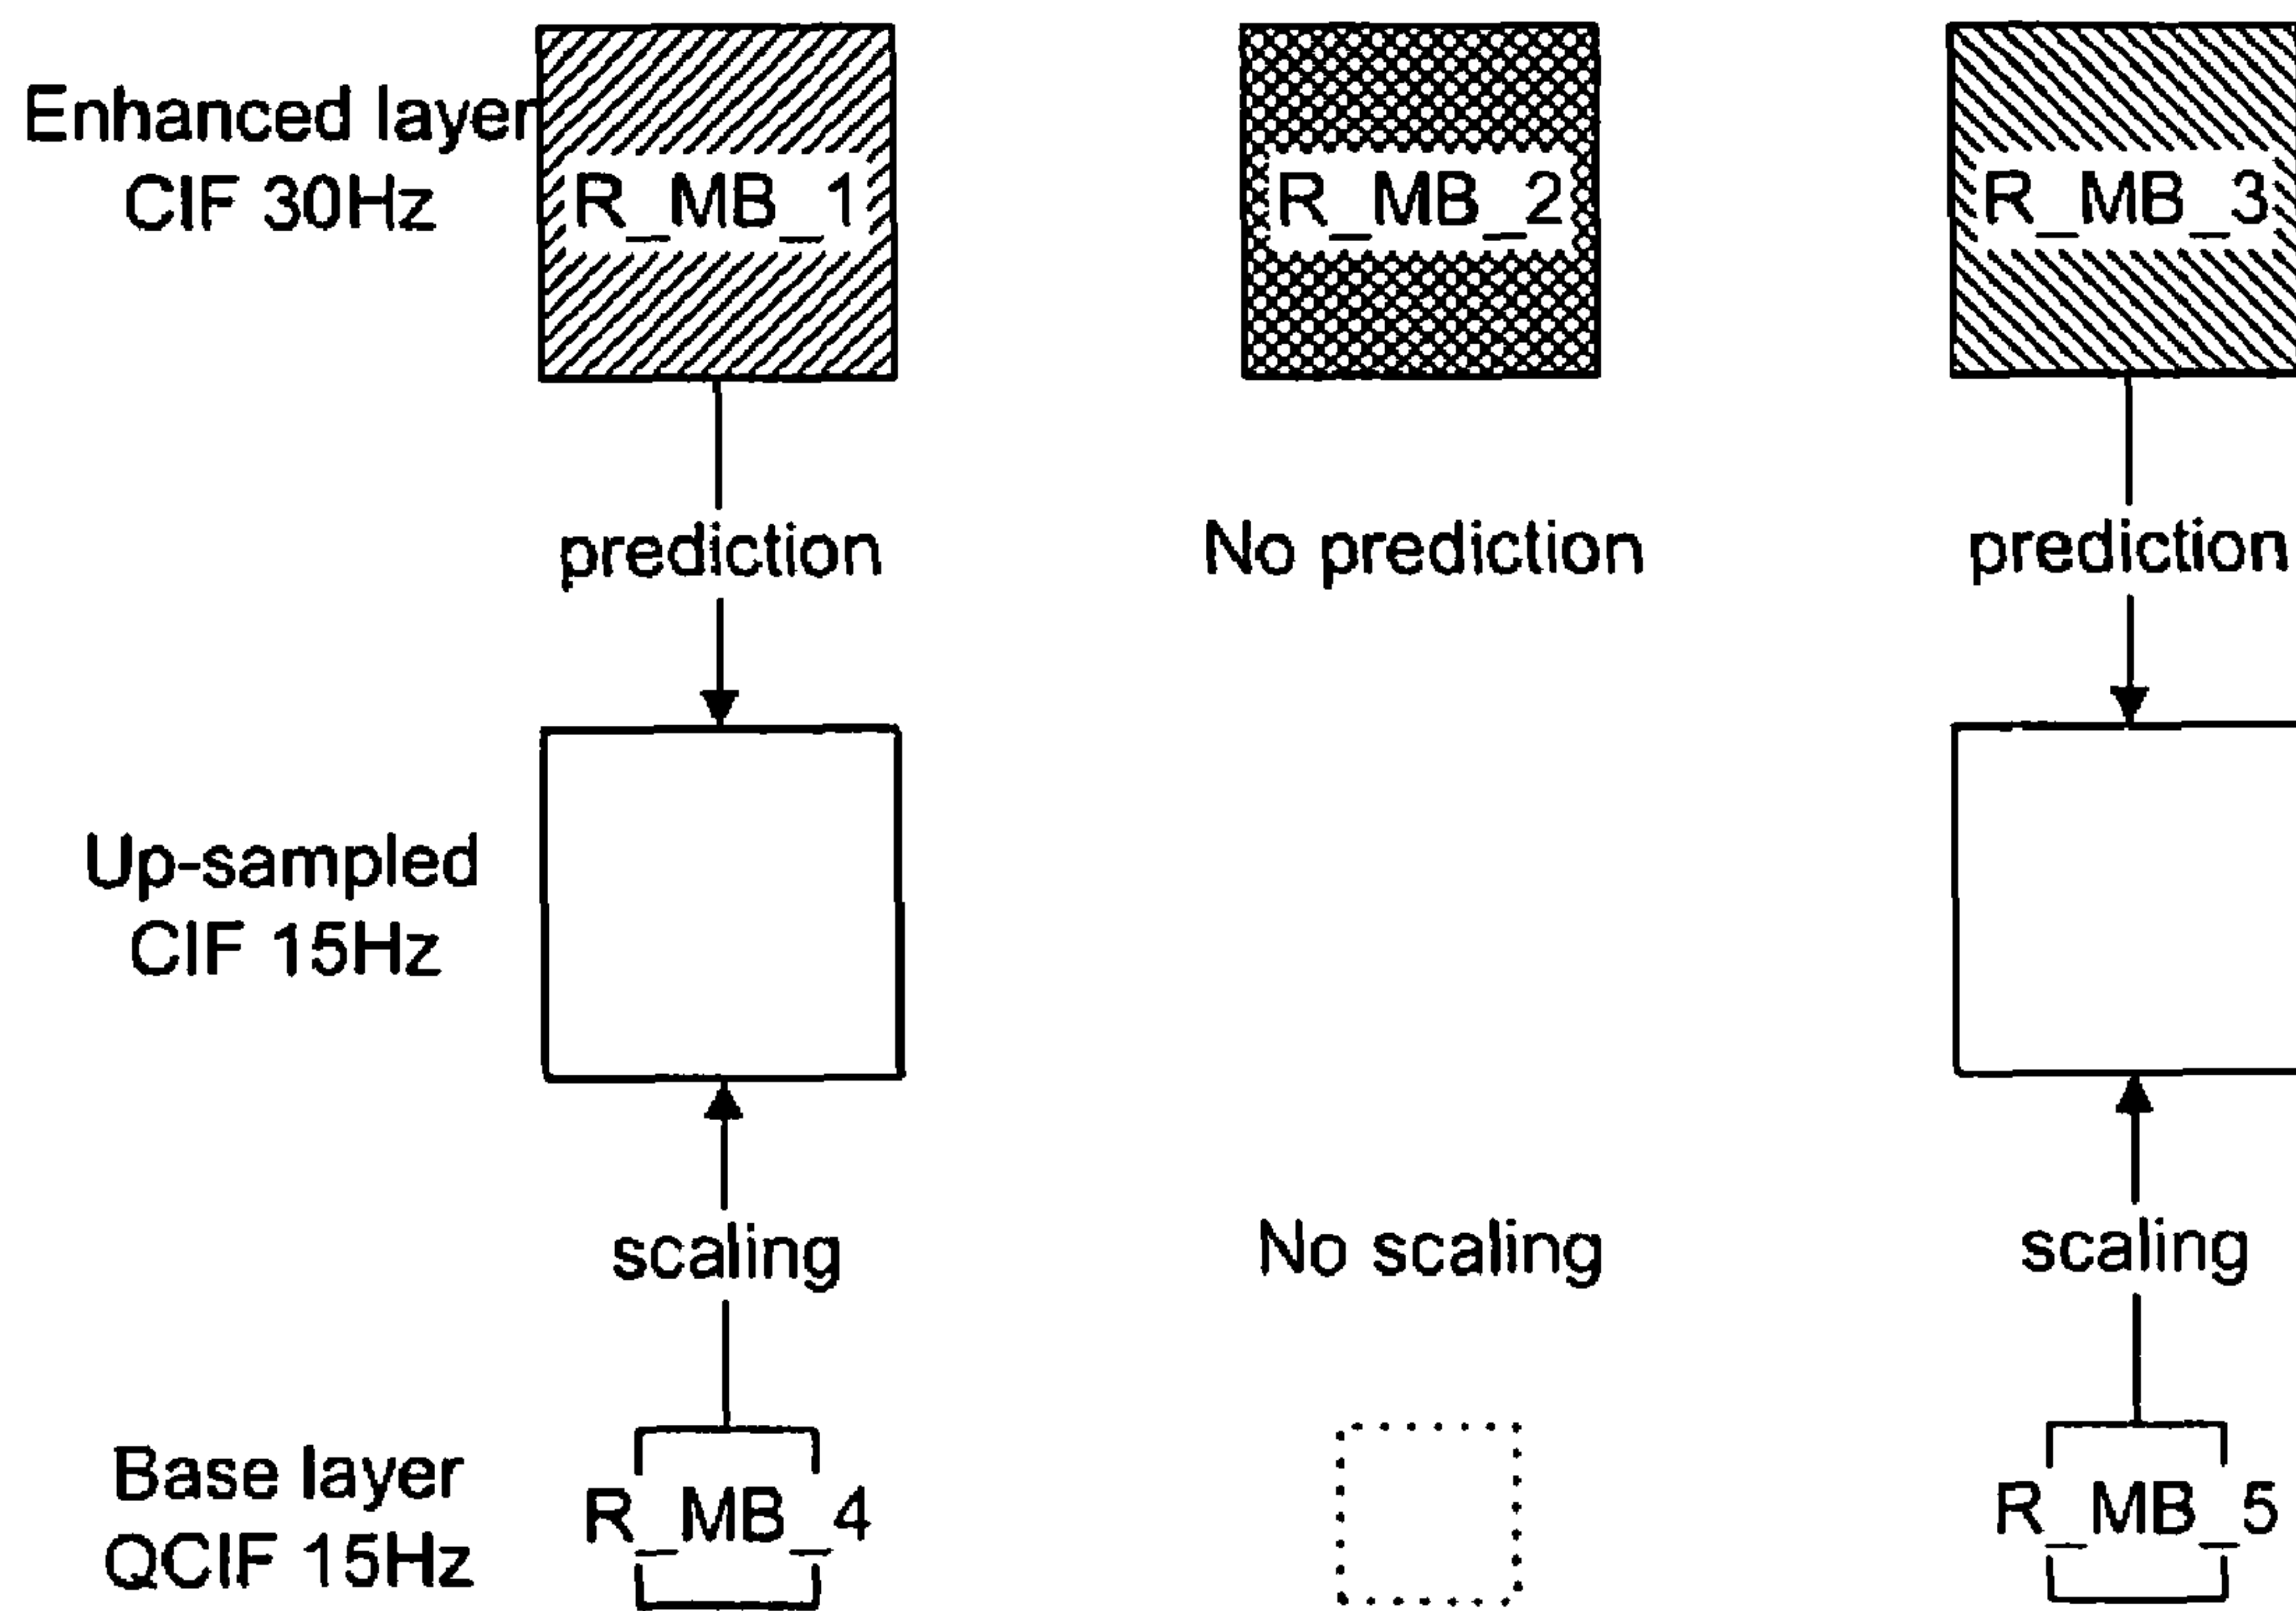 Enhanced layer
CIF 30Hz
R_MB_1
R_MB_2
R_MB_3
prediction
No prediction
prediction
Up-sampled
CIF 15Hz
scaling
No scaling
scaling
Base layer
QCIF 15Hz
R_MB_4
R_MB_5